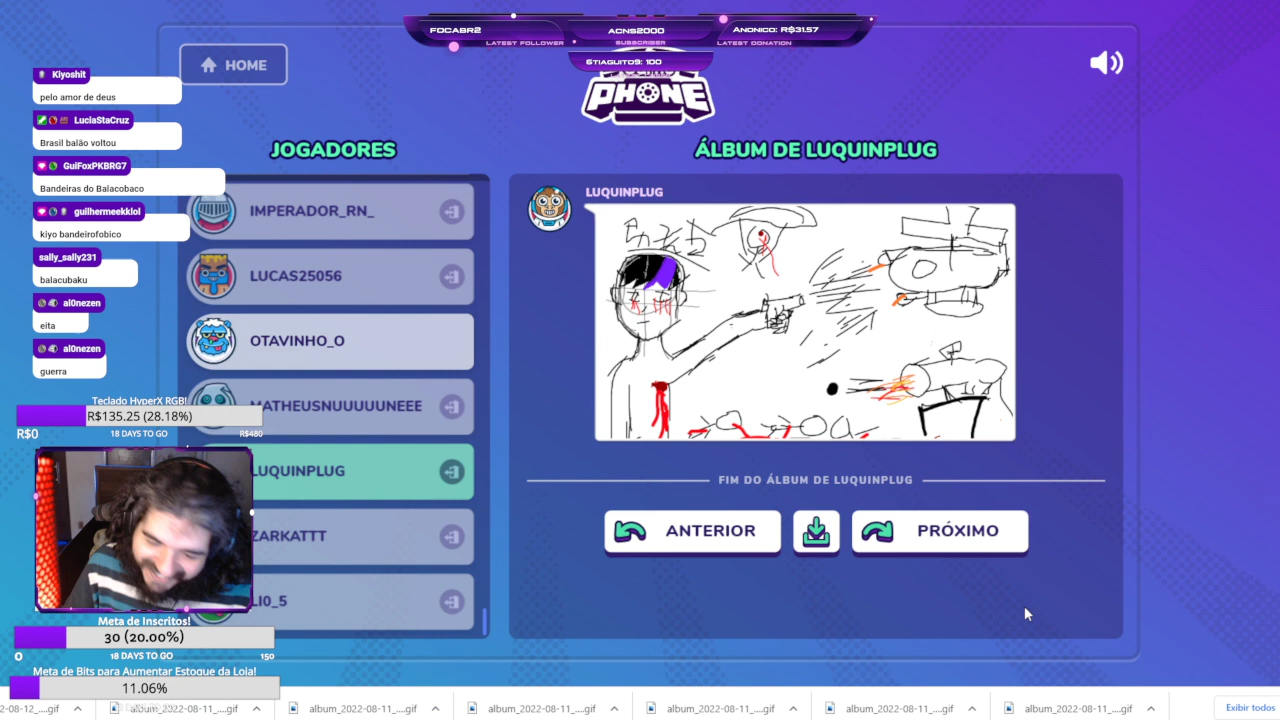 FOCABR2
LATEST FOLLOWER
ACNS2000
SUBSCRIBER
ANONICO: R$31.57
LATEST DONATION
6TIAGUITO9: 100
HOME
PHONE
Kiyoshit
pelo amor de deus
LuciaStaCruz
Brasil balão voltou
GuiFoxPKBRG7
Bandeiras do Balacobaco
guilhermeekklol
kiyo bandeirofobico
sally_sally231
balacubaku
al0nezen
eita
al0nezen
guerra
JOGADORES
IMPERADOR_RN_
LUCAS25056
OTAVINHO_O
MATHEUSNUUUUUNEEE
LUQUINPLUG
ZARKATTT
LI0_5
ÁLBUM DE LUQUINPLUG
LUQUINPLUG
FIM DO ÁLBUM DE LUQUINPLUG
ANTERIOR
PRÓXIMO
Teclado HyperX RGB!
R$135.25 (28.18%)
R$0
18 DAYS TO GO
R$480
Meta de Inscritos!
30 (20.00%)
0
18 DAYS TO GO
150
Meta de Bits para Aumentar Estoque da Loja!
11.06%
2-08-12_....gif
album_2022-08-11_....gif
album_2022-08-11_....gif
album_2022-08-11_....gif
album_2022-08-11_....gif
album_2022-08-11_....gif
album_2022-08-11_....gif
Exibir todos